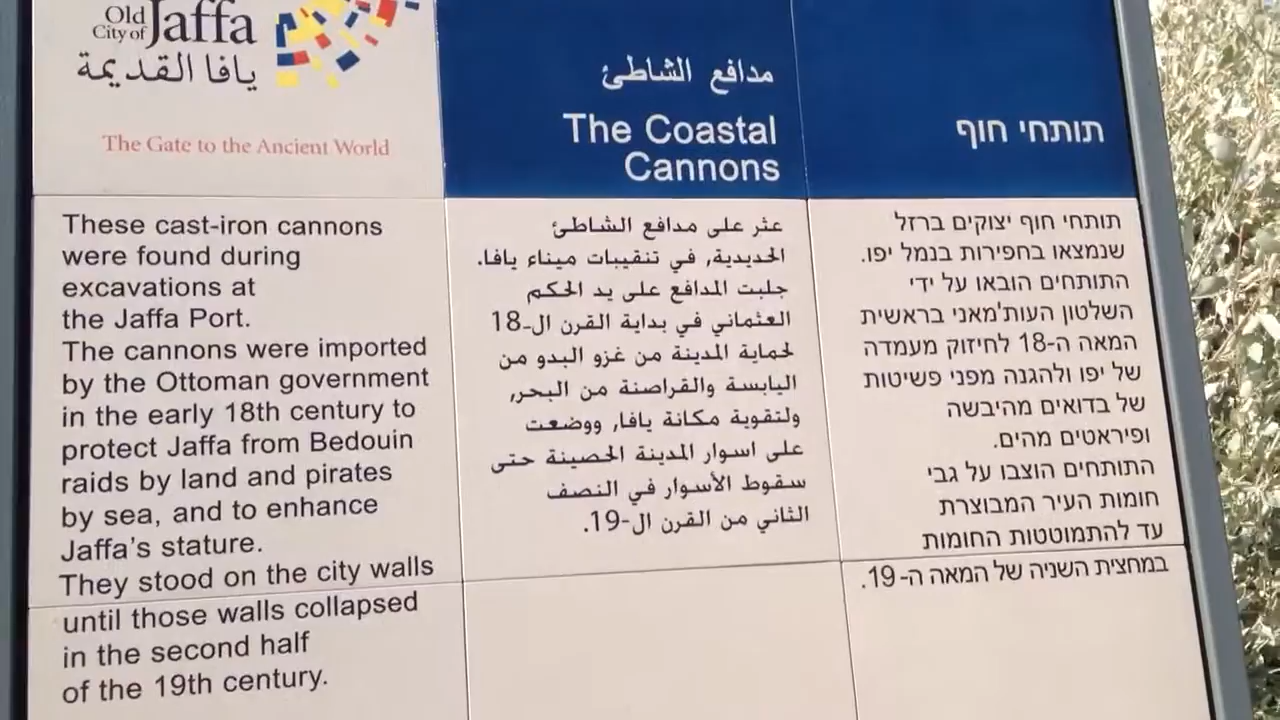 Old
City of Jaffa
يافا القديمة
The Gate to the Ancient World
مدافع الشاطئ
The Coastal
Cannons
תותחי חוף
These cast-iron cannons
were found during
excavations at
the Jaffa Port.
The cannons were imported
by the Ottoman government
in the early 18th century to
protect Jaffa from Bedouin
raids by land and pirates
by sea, and to enhance
Jaffa's stature.
They stood on the city walls
until those walls collapsed
in the second half
of the 19th century.
عثر على مدافع الشاطئ
الحديدية, في تنقيبات ميناء يافا.
جلبت المدافع على يد الحكم
العثماني في بداية القرن ال-18
لحماية المدينة من غزو البدو من
اليابسة والقراصنة من البحر,
ولتقوية مكانة يافا, ووضعت
على اسوار المدينة الحصينة حتى
سقوط الأسوار في النصف
الثاني من القرن ال-19.
תותחי חוף יצוקים ברזל
שנמצאו בחפירות בנמל יפו.
התותחים הובאו על ידי
השלטון העות'מאני בראשית
המאה ה-18 לחיזוק מעמדה
של יפו ולהגנה מפני פשיטות
של בדואים מהיבשה
ופיראטים מהים.
התותחים הוצבו על גבי
חומות העיר המבוצרת
עד להתמוטטות החומות
במחצית השניה של המאה ה-19.